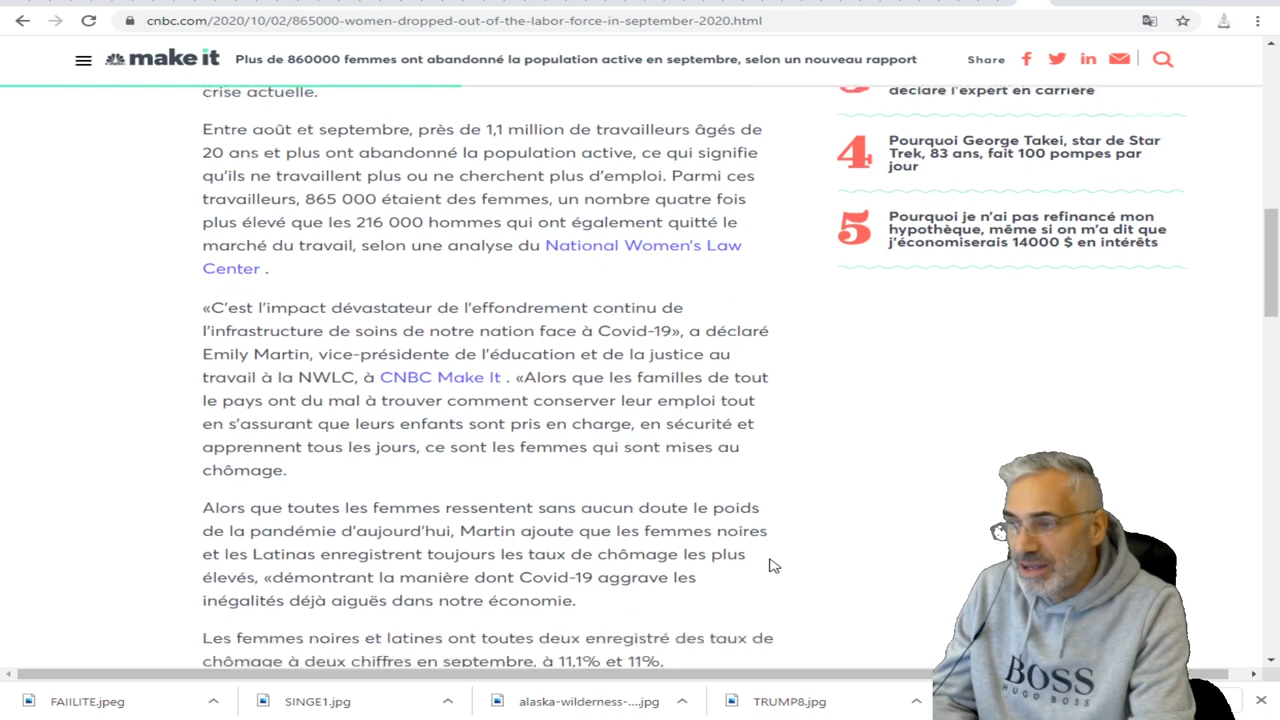 cnbc.com/2020/10/02/865000-women-dropped-out-of-the-labor-force-in-september-2020.html
make it
Plus de 860000 femmes ont abandonné la population active en septembre, selon un nouveau rapport
Share
crise actuelle.
Entre août et septembre, près de 1,1 million de travailleurs âgés de
20 ans et plus ont abandonné la population active, ce qui signifie
qu'ils ne travaillent plus ou ne cherchent plus d'emploi. Parmi ces
travailleurs, 865 000 étaient des femmes, un nombre quatre fois
plus élevé que les 216 000 hommes qui ont également quitté le
marché du travail, selon une analyse du National Women's Law
Center .
«C'est l'impact dévastateur de l'effondrement continu de
l'infrastructure de soins de notre nation face à Covid-19», a déclaré
Emily Martin, vice-présidente de l'éducation et de la justice au
travail à la NWLC, à CNBC Make It . «Alors que les familles de tout
le pays ont du mal à trouver comment conserver leur emploi tout
en s'assurant que leurs enfants sont pris en charge, en sécurité et
apprennent tous les jours, ce sont les femmes qui sont mises au
chômage.
Alors que toutes les femmes ressentent sans aucun doute le poids
de la pandémie d'aujourd'hui, Martin ajoute que les femmes noires
et les Latinas enregistrent toujours les taux de chômage les plus
élevés, «démontrant la manière dont Covid-19 aggrave les
inégalités déjà aiguës dans notre économie.
Les femmes noires et latines ont toutes deux enregistré des taux de
chômage à deux chiffres en septembre, à 11,1% et 11%,
déclare l'expert en carrière
4
Pourquoi George Takei, star de Star
Trek, 83 ans, fait 100 pompes par
jour
5
Pourquoi je n'ai pas refinancé mon
hypothèque, même si on m'a dit que
j'économiserais 14000 $ en intérêts
BOSS
HUGO BOSS
FAIILITE.jpeg
SINGE1.jpg
alaska-wilderness-....jpg
TRUMP8.jpg